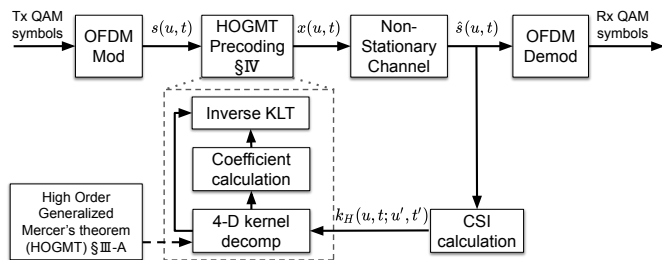 Tx QAM
symbols
OFDM
Mod
s(u, t)
HOGMT
Precoding
§Ⅳ
x(u, t)
Non-
Stationary
Channel
ŝ(u, t)
OFDM
Demod
Rx QAM
symbols
Inverse KLT
Coefficient
calculation
4-D kernel
decomp
High Order
Generalized
Mercer's theorem
(HOGMT) §Ⅲ-A
k_H(u, t; u', t')
CSI
calculation